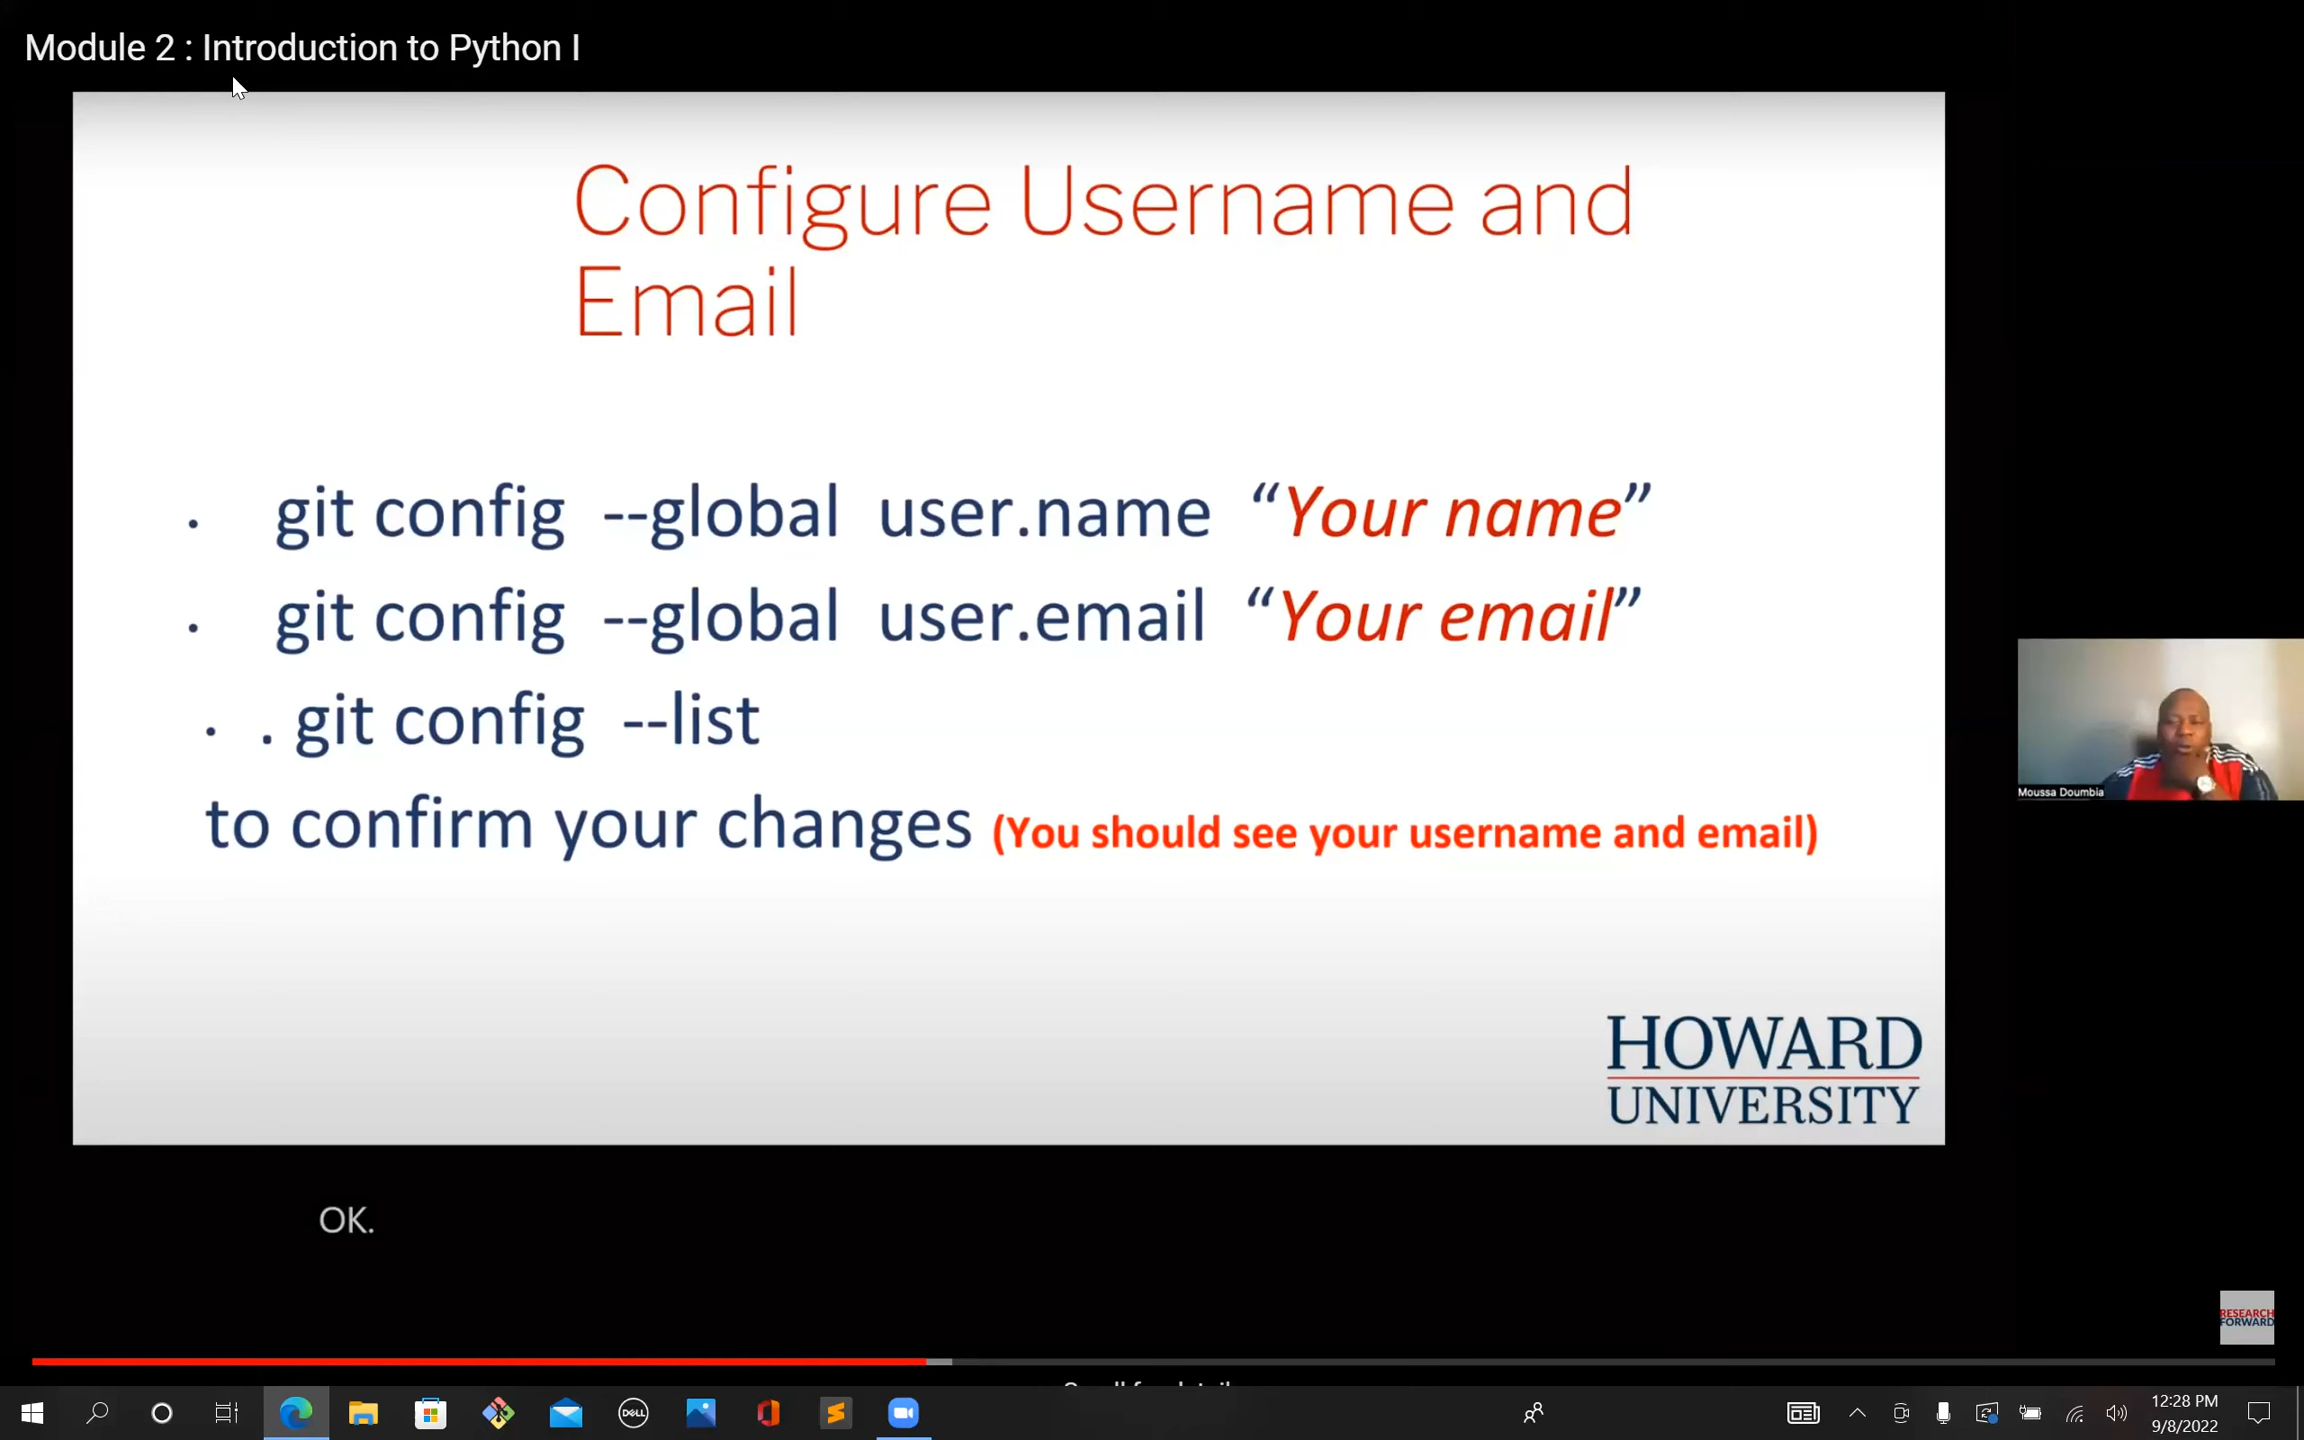 Module 2 : Introduction to Python I
Configure Username and
Email
• git config --global user.name “Your name”
• git config --global user.email “Your email”
• . git config --list
to confirm your changes (You should see your username and email)
HOWARD
UNIVERSITY
Moussa Doumbia
OK.
RESEARCH
FORWARD
DELL
12:28 PM
9/8/2022